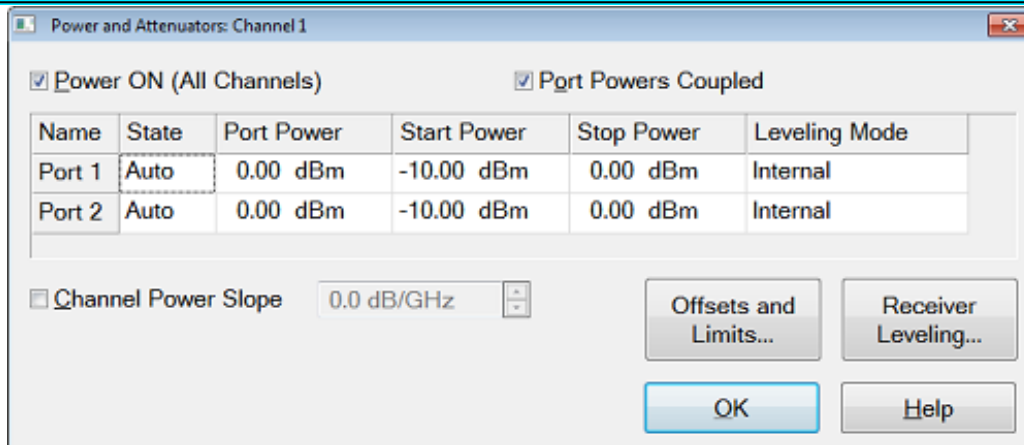 Power and Attenuators: Channel 1
Power ON (All Channels) Port Powers Coupled
Name State Port Power Start Power Stop Power Leveling Mode
Port 1 Auto 0.00 dBm -10.00 dBm 0.00 dBm Internal
Port 2 Auto 0.00 dBm -10.00 dBm 0.00 dBm Internal
Channel Power Slope 0.0 dB/GHz
Offsets and Limits...
Receiver Leveling...
OK Help